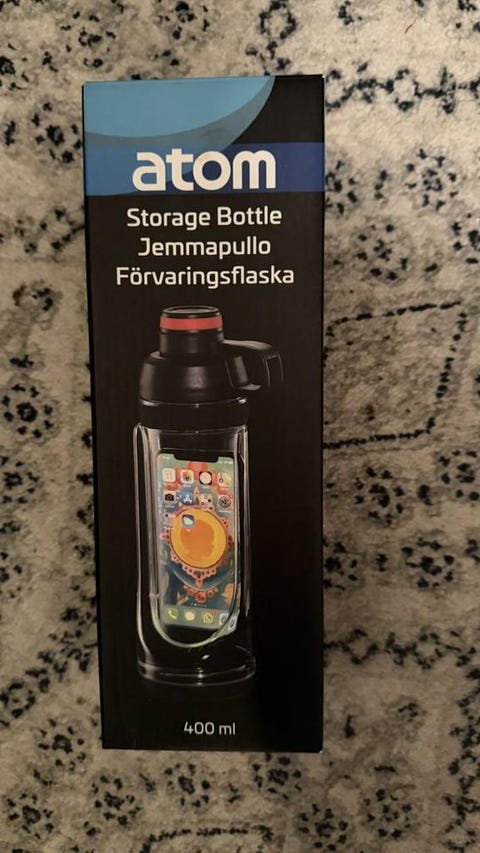 atom
Storage Bottle
Jemmapullo
Förvaringsflaska
400 ml